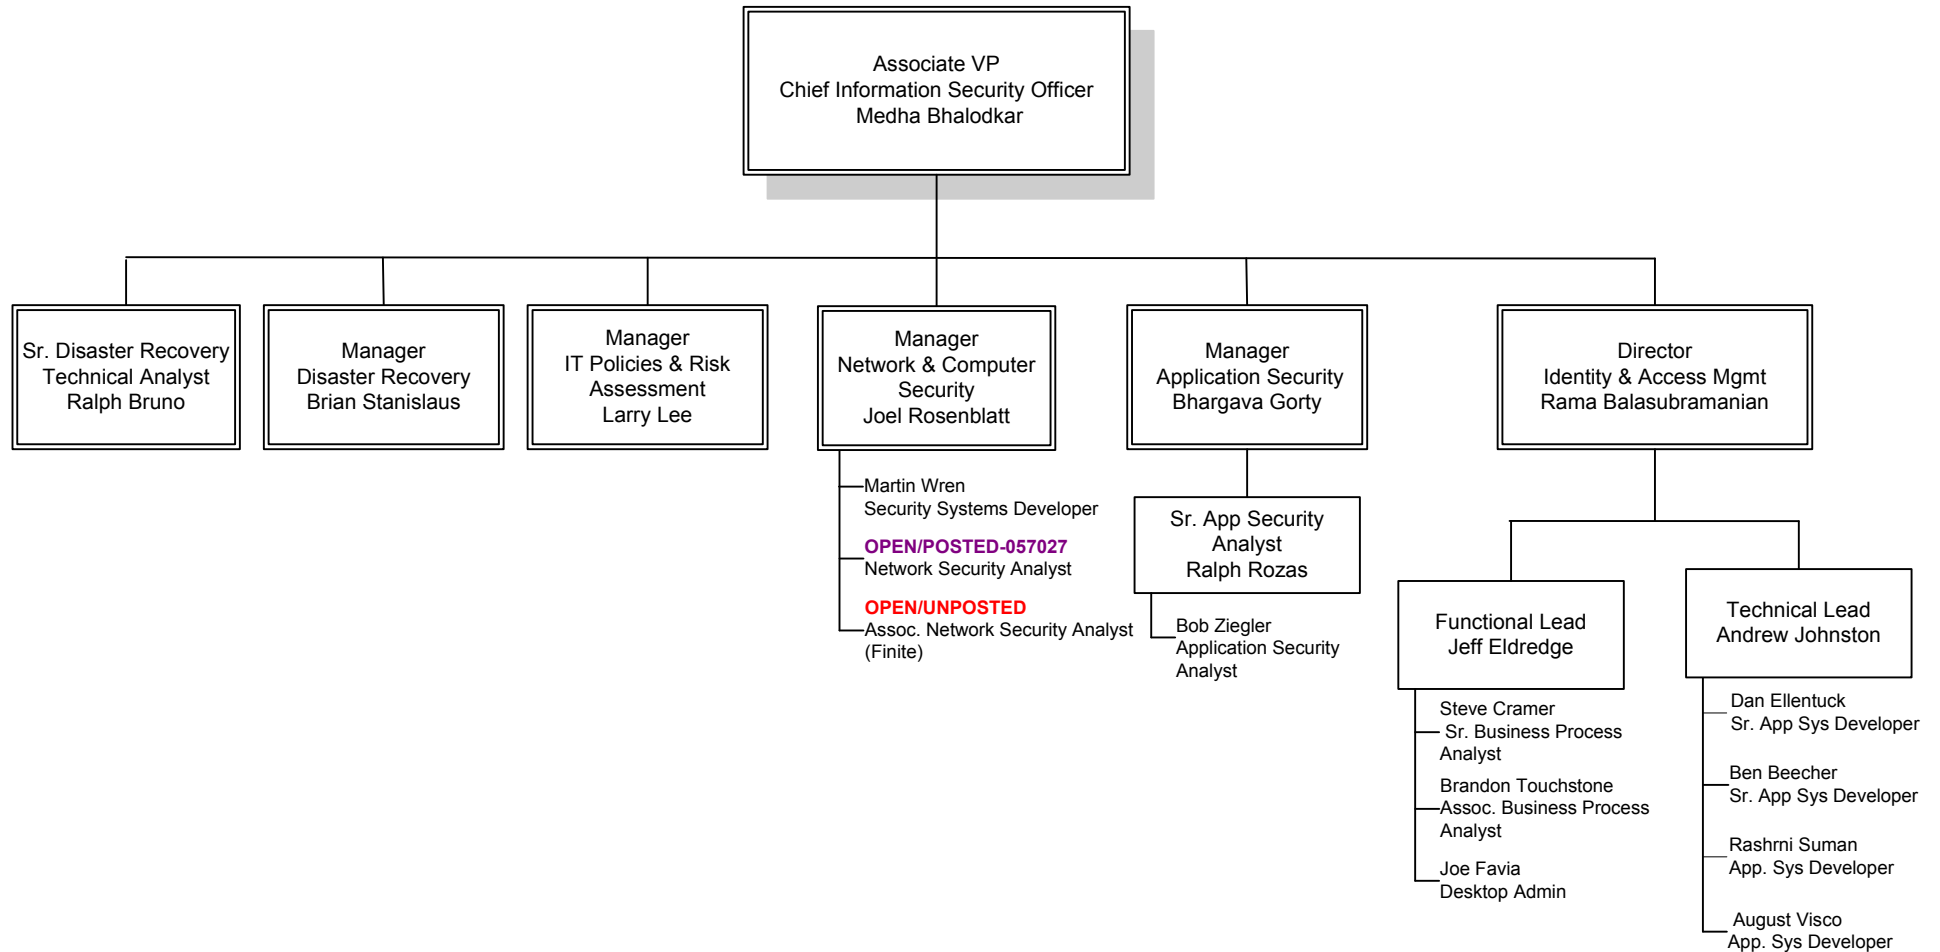 Associate VP
Chief Information Security Officer
Medha Bhalodkar
Sr. Disaster Recovery
Technical Analyst
Ralph Bruno
Manager
Disaster Recovery
Brian Stanislaus
Manager
IT Policies & Risk
Assessment
Larry Lee
Manager
Network & Computer
Security
Joel Rosenblatt
Manager
Application Security
Bhargava Gorty
Director
Identity & Access Mgmt
Rama Balasubramanian
Martin Wren
Security Systems Developer
OPEN/POSTED-057027
Network Security Analyst
OPEN/UNPOSTED
Assoc. Network Security Analyst
(Finite)
Sr. App Security
Analyst
Ralph Rozas
Bob Ziegler
Application Security
Analyst
Functional Lead
Jeff Eldredge
Steve Cramer
Sr. Business Process
Analyst
Brandon Touchstone
Assoc. Business Process
Analyst
Joe Favia
Desktop Admin
Technical Lead
Andrew Johnston
Dan Ellentuck
Sr. App Sys Developer
Ben Beecher
Sr. App Sys Developer
Rashrni Suman
App. Sys Developer
August Visco
App. Sys Developer